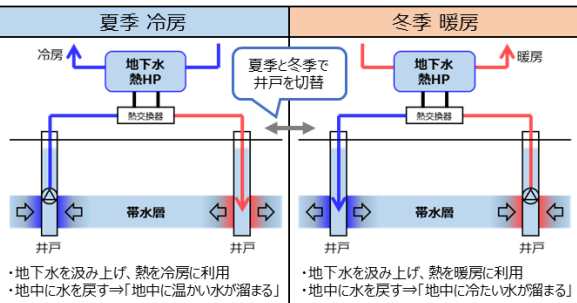 夏季 冷房
冬季 暖房
冷房
地下水
熱HP
熱交換器
夏季と冬季で
井戸を切替
地下水
熱HP
暖房
熱交換器
帯水層
井戸
井戸
帯水層
井戸
井戸
・地下水を汲み上げ、熱を冷房に利用
・地中に水を戻す⇒「地中に温かい水が溜まる」
・地下水を汲み上げ、熱を暖房に利用
・地中に水を戻す⇒「地中に冷たい水が溜まる」